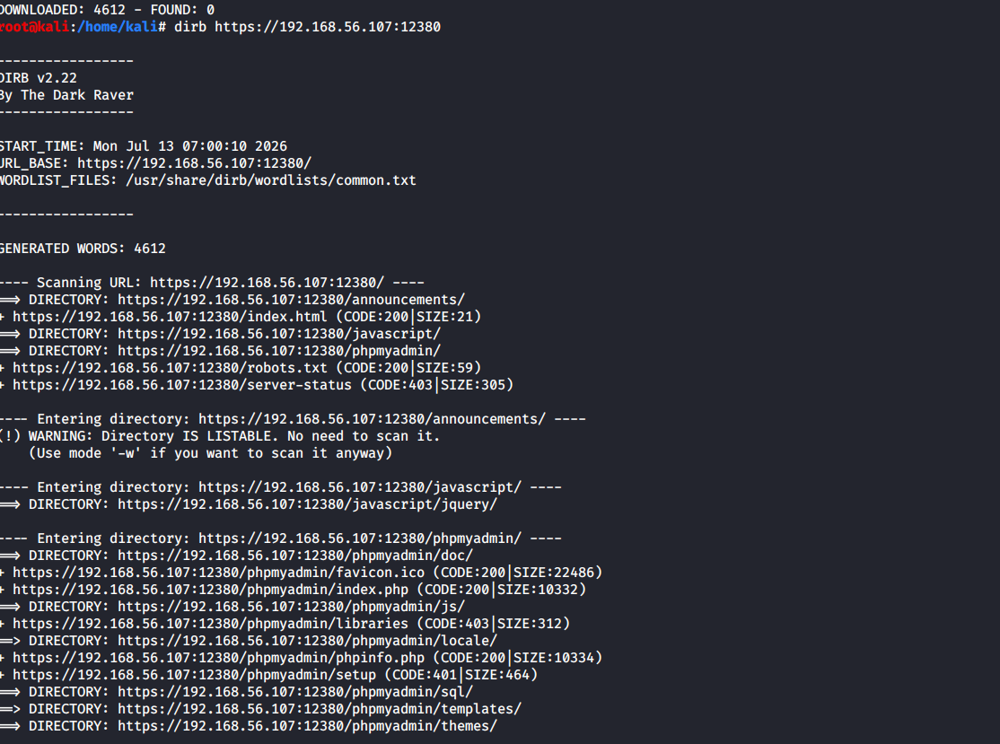 DOWNLOADED: 4612 - FOUND: 0
root@kali:/home/kali# dirb https://192.168.56.107:12380
-----------------
DIRB v2.22
By The Dark Raver
-----------------
START_TIME: Mon Jul 13 07:00:10 2026
URL_BASE: https://192.168.56.107:12380/
WORDLIST_FILES: /usr/share/dirb/wordlists/common.txt
-----------------
GENERATED WORDS: 4612
---- Scanning URL: https://192.168.56.107:12380/ ----
==> DIRECTORY: https://192.168.56.107:12380/announcements/
+ https://192.168.56.107:12380/index.html (CODE:200|SIZE:21)
==> DIRECTORY: https://192.168.56.107:12380/javascript/
==> DIRECTORY: https://192.168.56.107:12380/phpmyadmin/
+ https://192.168.56.107:12380/robots.txt (CODE:200|SIZE:59)
+ https://192.168.56.107:12380/server-status (CODE:403|SIZE:305)
---- Entering directory: https://192.168.56.107:12380/announcements/ ----
(!) WARNING: Directory IS LISTABLE. No need to scan it.
(Use mode '-w' if you want to scan it anyway)
---- Entering directory: https://192.168.56.107:12380/javascript/ ----
==> DIRECTORY: https://192.168.56.107:12380/javascript/jquery/
---- Entering directory: https://192.168.56.107:12380/phpmyadmin/ ----
==> DIRECTORY: https://192.168.56.107:12380/phpmyadmin/doc/
+ https://192.168.56.107:12380/phpmyadmin/favicon.ico (CODE:200|SIZE:22486)
+ https://192.168.56.107:12380/phpmyadmin/index.php (CODE:200|SIZE:10332)
==> DIRECTORY: https://192.168.56.107:12380/phpmyadmin/js/
+ https://192.168.56.107:12380/phpmyadmin/libraries (CODE:403|SIZE:312)
==> DIRECTORY: https://192.168.56.107:12380/phpmyadmin/locale/
+ https://192.168.56.107:12380/phpmyadmin/phpinfo.php (CODE:200|SIZE:10334)
+ https://192.168.56.107:12380/phpmyadmin/setup (CODE:401|SIZE:464)
==> DIRECTORY: https://192.168.56.107:12380/phpmyadmin/sql/
==> DIRECTORY: https://192.168.56.107:12380/phpmyadmin/templates/
==> DIRECTORY: https://192.168.56.107:12380/phpmyadmin/themes/